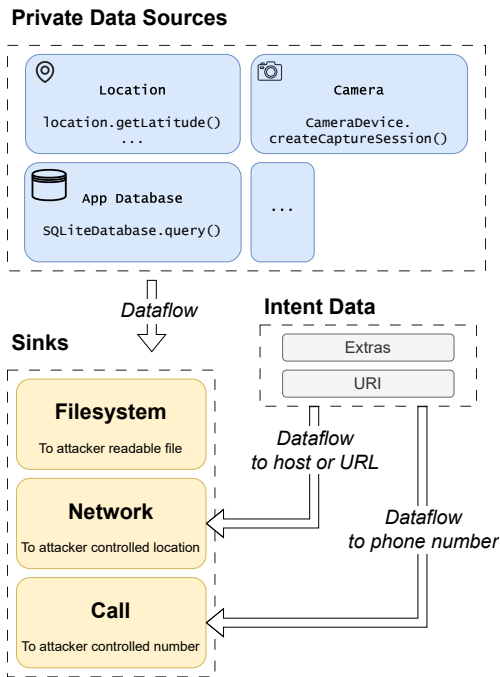 Private Data Sources
Location
location.getLatitude()
...
Camera
CameraDevice.
createCaptureSession()
App Database
SQLiteDatabase.query()
...
Dataflow
Intent Data
Extras
URI
Sinks
Filesystem
To attacker readable file
Dataflow
to host or URL
Network
To attacker controlled location
Dataflow
to phone number
Call
To attacker controlled number